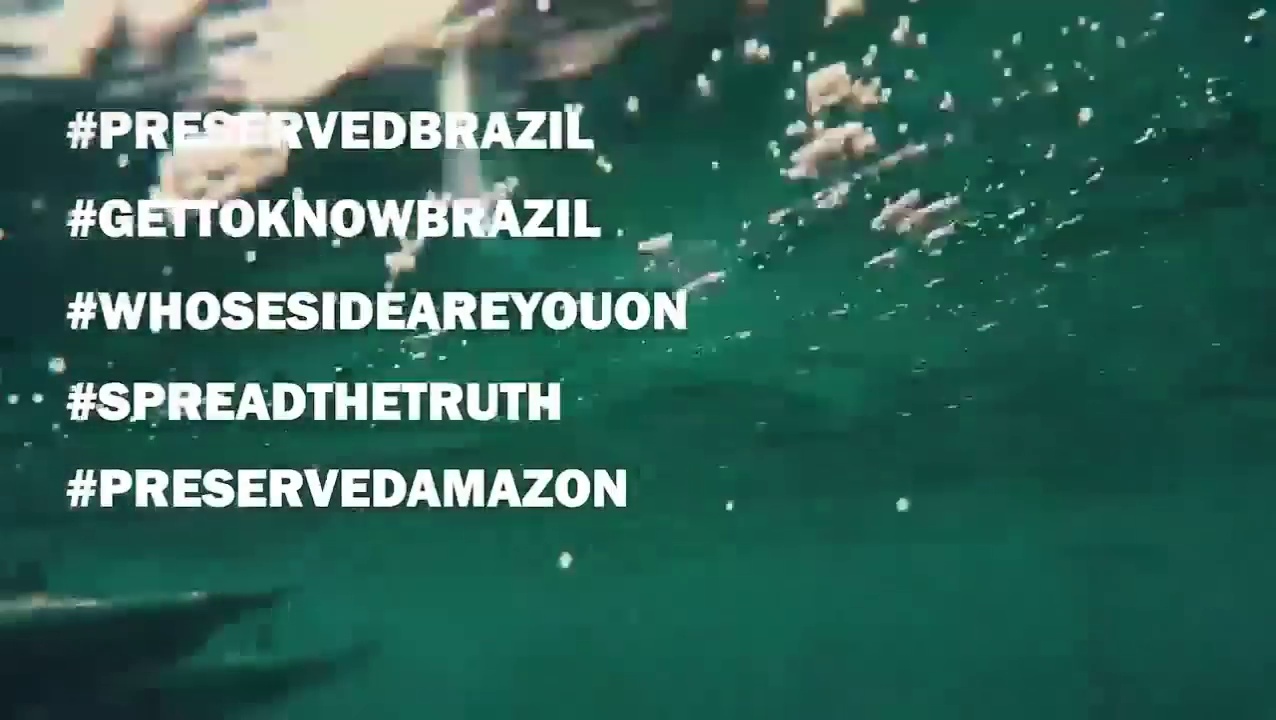 #PRESERVEDBRAZIL
#GETTOKNOWBRAZIL
#WHOSESIDEAREYOUON
#SPREADTHETRUTH
#PRESERVEDAMAZON